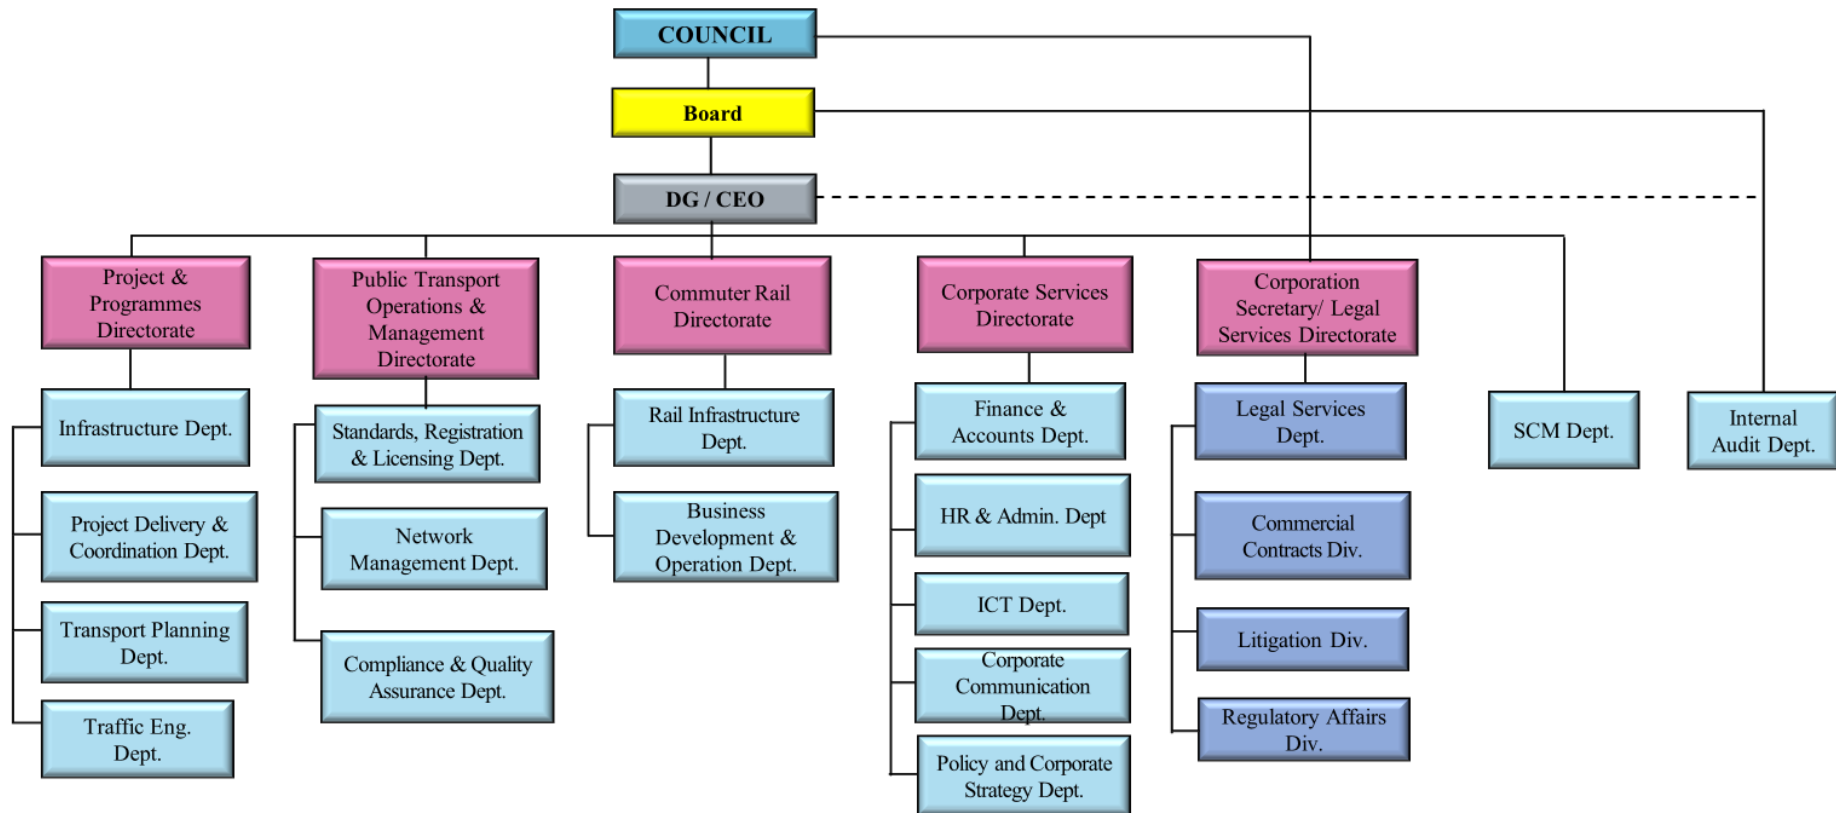 COUNCIL
Board
DG / CEO
Project &
Programmes
Directorate
Public Transport
Operations &
Management
Directorate
Commuter Rail
Directorate
Corporate Services
Directorate
Corporation
Secretary/ Legal
Services Directorate
Infrastructure Dept.
Project Delivery &
Coordination Dept.
Transport Planning
Dept.
Traffic Eng.
Dept.
Standards, Registration
& Licensing Dept.
Network
Management Dept.
Compliance & Quality
Assurance Dept.
Rail Infrastructure
Dept.
Business
Development &
Operation Dept.
Finance &
Accounts Dept.
HR & Admin. Dept
ICT Dept.
Corporate
Communication
Dept.
Policy and Corporate
Strategy Dept.
Legal Services
Dept.
Commercial
Contracts Div.
Litigation Div.
Regulatory Affairs
Div.
SCM Dept.
Internal
Audit Dept.